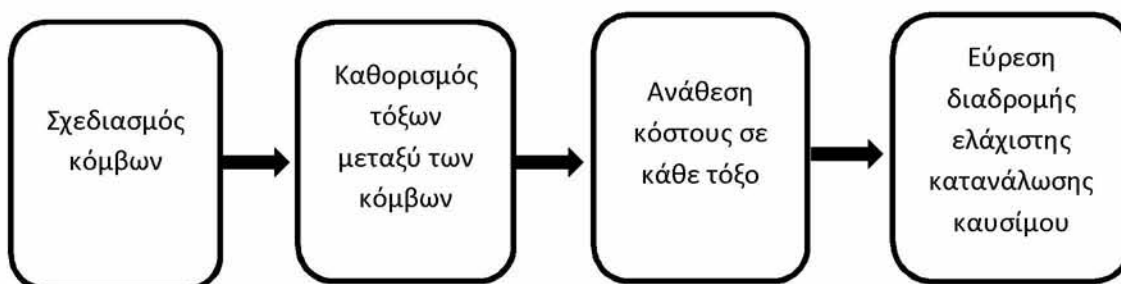 Σχεδιασμός
κόμβων
Καθορισμός
τόξων
μεταξύ των
κόμβων
Ανάθεση
κόστους σε
κάθε τόξο
Εύρεση
διαδρομής
ελάχιστης
κατανάλωσης
καυσίμου